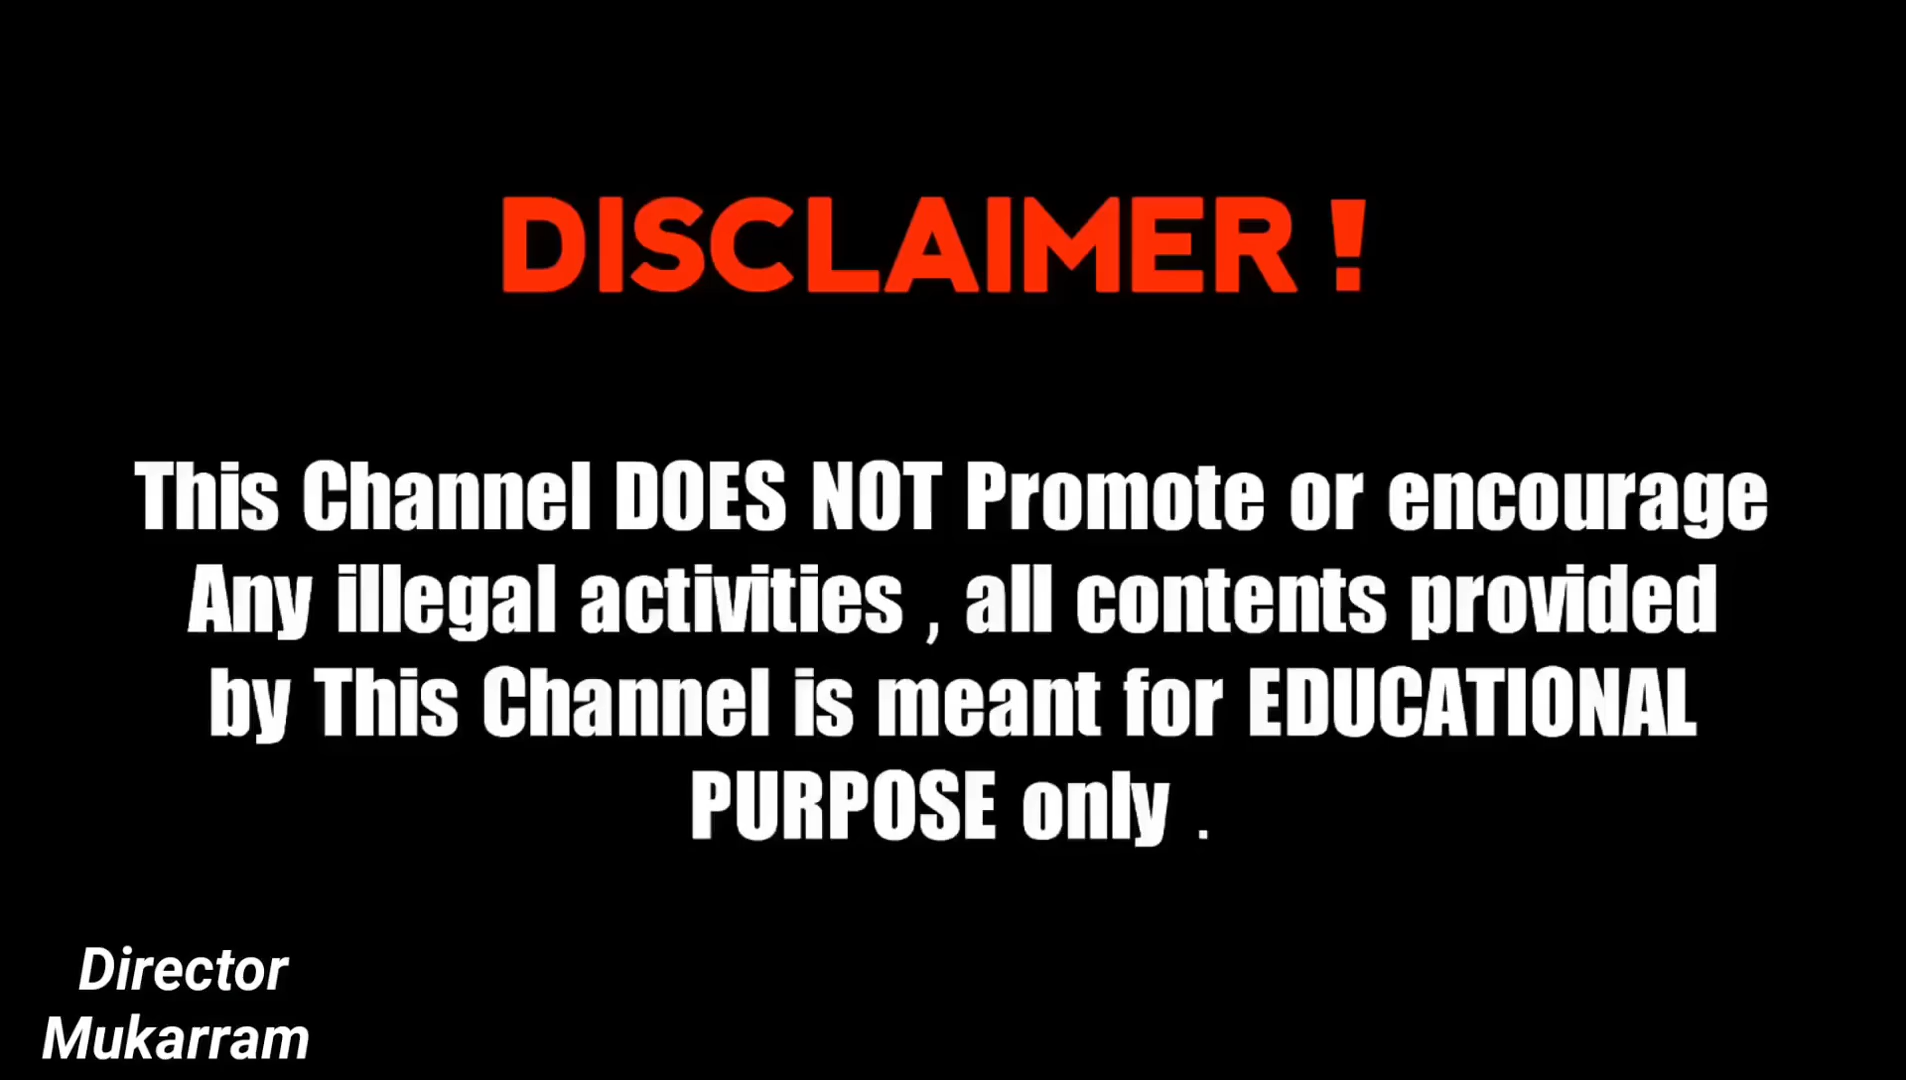 DISCLAIMER !
This Channel DOES NOT Promote or encourage
Any illegal activities , all contents provided
by This Channel is meant for EDUCATIONAL
PURPOSE only .
Director
Mukarram